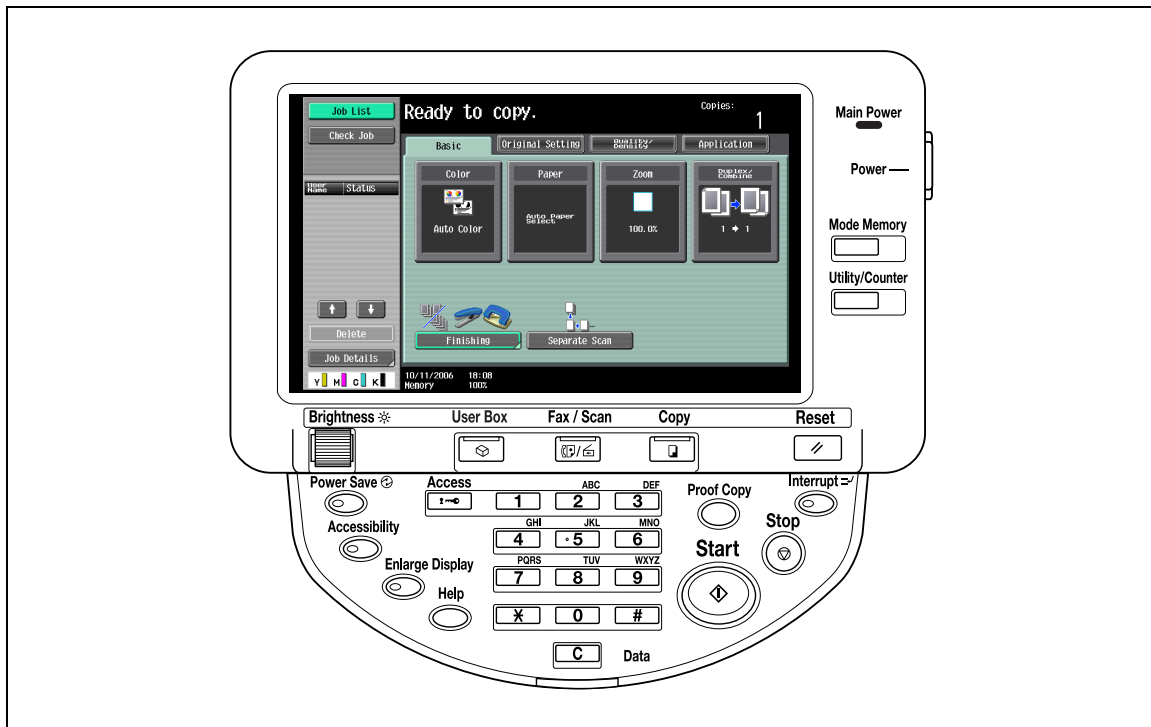 Job List
Ready to copy.
Copies:
1
Check Job
Basic
Original Setting
Quality/
Density
Application
User
Name
Status
Color
Paper
Zoom
Duplex/
Combine
Auto Color
Auto Paper
Select
100.0%
1 → 1
Delete
Finishing
Separate Scan
Job Details
Y M C K
10/11/2006 18:08
Memory 100%
Main Power
Power
Mode Memory
Utility/Counter
Brightness
User Box
Fax / Scan
Copy
Reset
Power Save
Access
ABC
DEF
1
2
3
Proof Copy
Interrupt
Accessibility
GHI
JKL
MNO
4
5
6
Stop
Start
Enlarge Display
PQRS
TUV
WXYZ
7
8
9
Help
0
#
C
Data